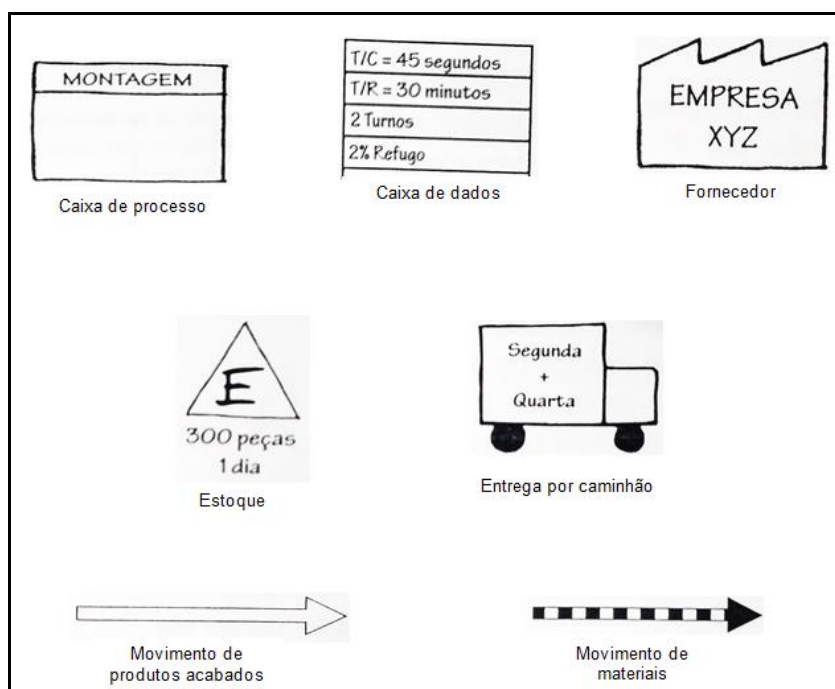 MONTAGEM
Caixa de processo
T/C = 45 segundos
T/R = 30 minutos
2 Turnos
2% Refugo
Caixa de dados
EMPRESA
XYZ
Fornecedor
E
300 peças
1 dia
Estoque
Segunda
+
Quarta
Entrega por caminhão
Movimento de
produtos acabados
Movimento de
materiais